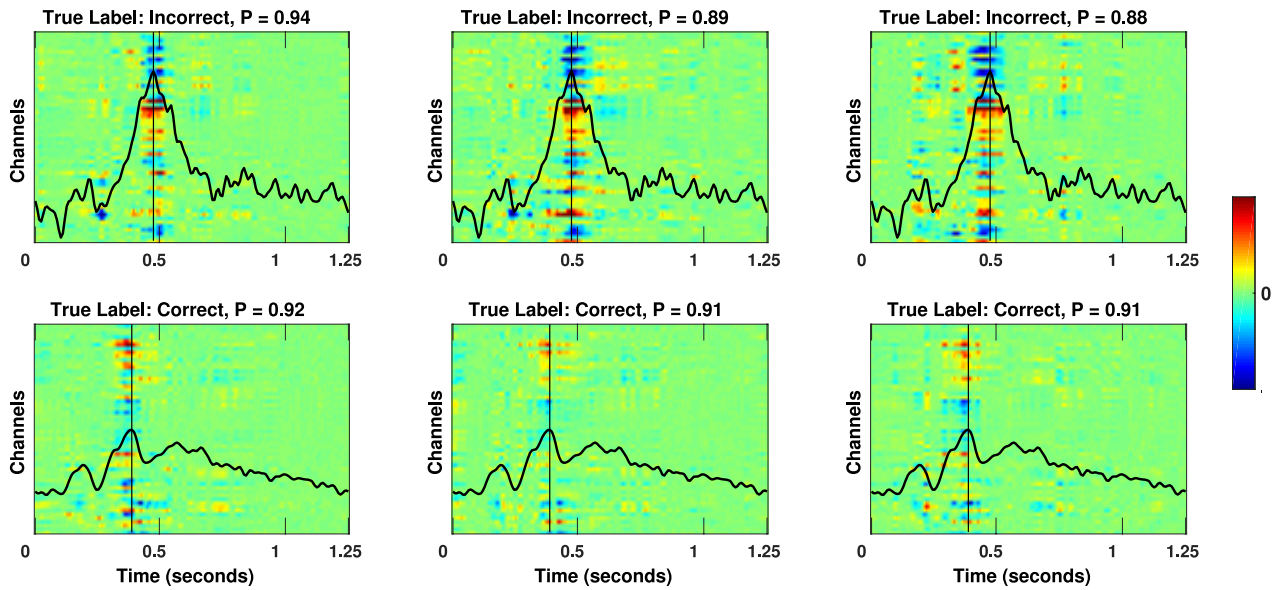 True Label: Incorrect, P = 0.94
True Label: Incorrect, P = 0.89
True Label: Incorrect, P = 0.88
Channels
Channels
Channels
0 0.5 1 1.25
0 0.5 1 1.25
0 0.5 1 1.25
0
True Label: Correct, P = 0.92
True Label: Correct, P = 0.91
True Label: Correct, P = 0.91
Channels
Channels
Channels
0 0.5 1 1.25
0 0.5 1 1.25
0 0.5 1 1.25
Time (seconds)
Time (seconds)
Time (seconds)